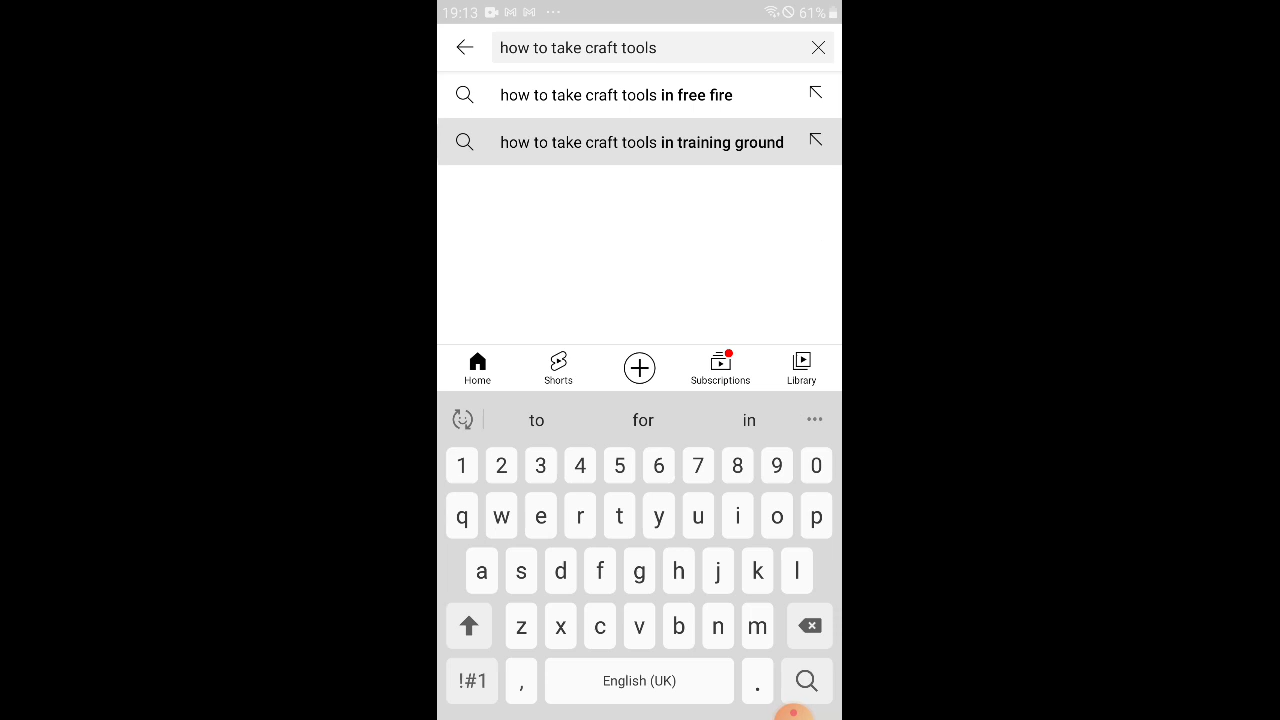 19:13 61%
how to take craft tools
how to take craft tools in free fire
how to take craft tools in training ground
Home Shorts Subscriptions Library
to for in
1 2 3 4 5 6 7 8 9 0
q w e r t y u i o p
a s d f g h j k l
z x c v b n m
!#1 , English (UK) .